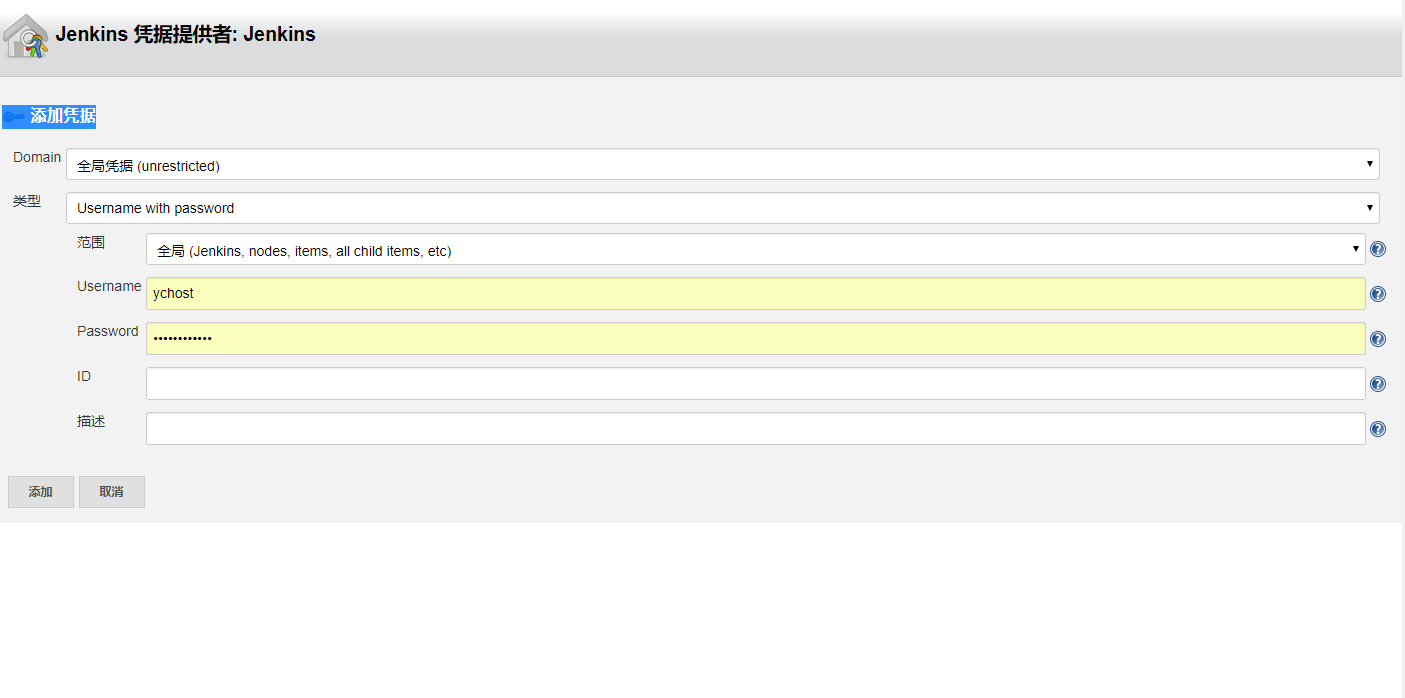 Jenkins 凭据提供者: Jenkins
添加凭据
Domain 全局凭据 (unrestricted)
类型 Username with password
范围 全局 (Jenkins, nodes, items, all child items, etc)
Username ychost
Password ••••••••••••
ID
描述
添加 取消